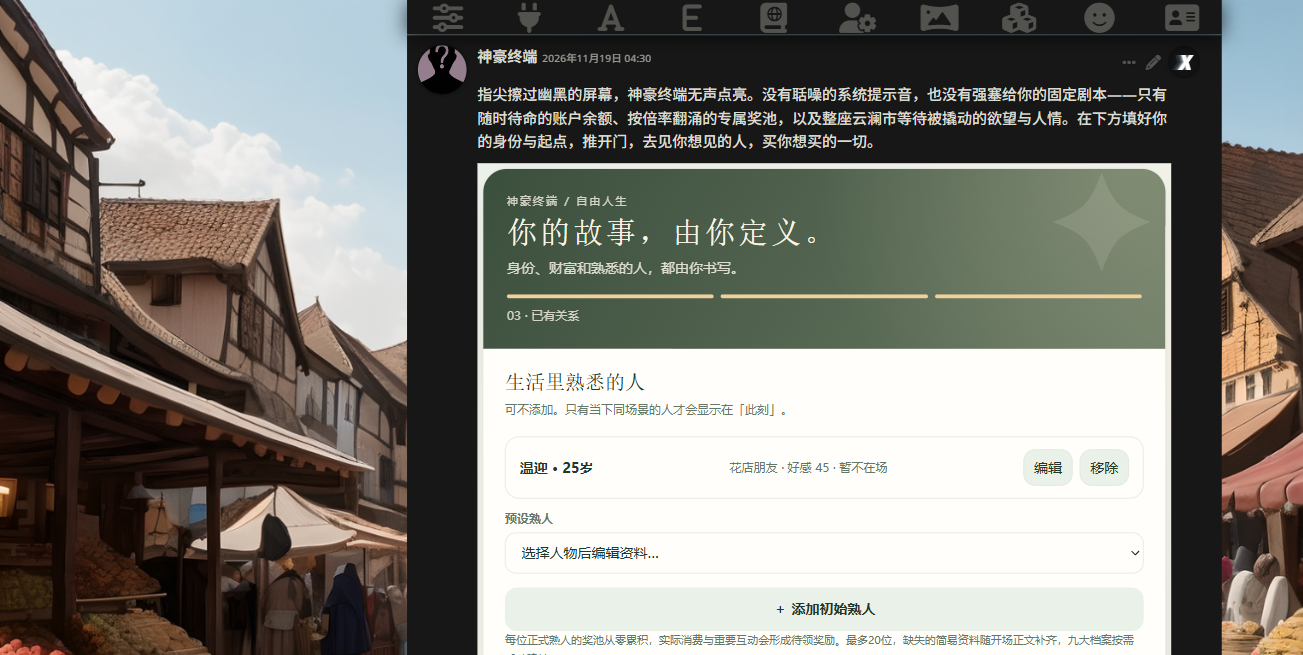 神豪终端 2026年11月19日 04:30
指尖擦过幽黑的屏幕，神豪终端无声点亮。没有聒噪的系统提示音，也没有强塞给你的固定剧本——只有
随时待命的账户余额、按倍率翻涌的专属奖池，以及整座云澜市等待被撬动的欲望与人情。在下方填好你
的身份与起点，推开门，去见你想见的人，买你想买的一切。
神豪终端 / 自由人生
你的故事，由你定义。
身份、财富和熟悉的人，都由你书写。
03 · 已有关系
生活里熟悉的人
可不添加。只有当下同场景的人才会显示在「此刻」。
温迎 • 25岁 花店朋友 · 好感 45 · 暂不在场 编辑 移除
预设熟人
选择人物后编辑资料...
+ 添加初始熟人
每位正式熟人的奖池从零累积，实际消费与重要互动会形成待领奖励。最多20位，缺失的简易资料随开场正文补齐，九大档案按需